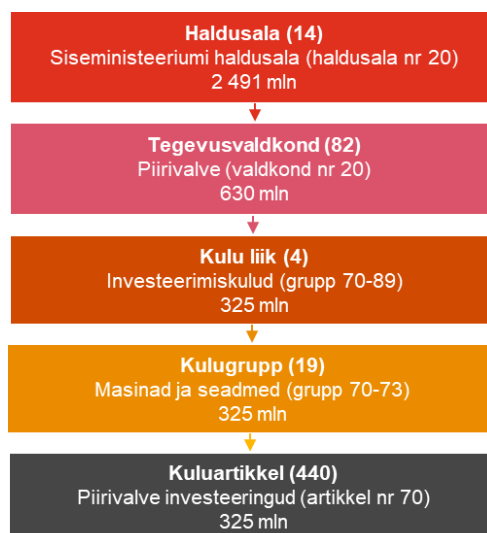 Haldusala (14)
Siseministeeriumi haldusala (haldusala nr 20)
2 491 mln
Tegevusvaldkond (82)
Piirivalve (valdkond nr 20)
630 mln
Kulu liik (4)
Investeerimiskulud (grupp 70-89)
325 mln
Kulugrupp (19)
Masinad ja seadmed (grupp 70-73)
325 mln
Kuluartikkel (440)
Piirivalve investeeringud (artikkel nr 70)
325 mln